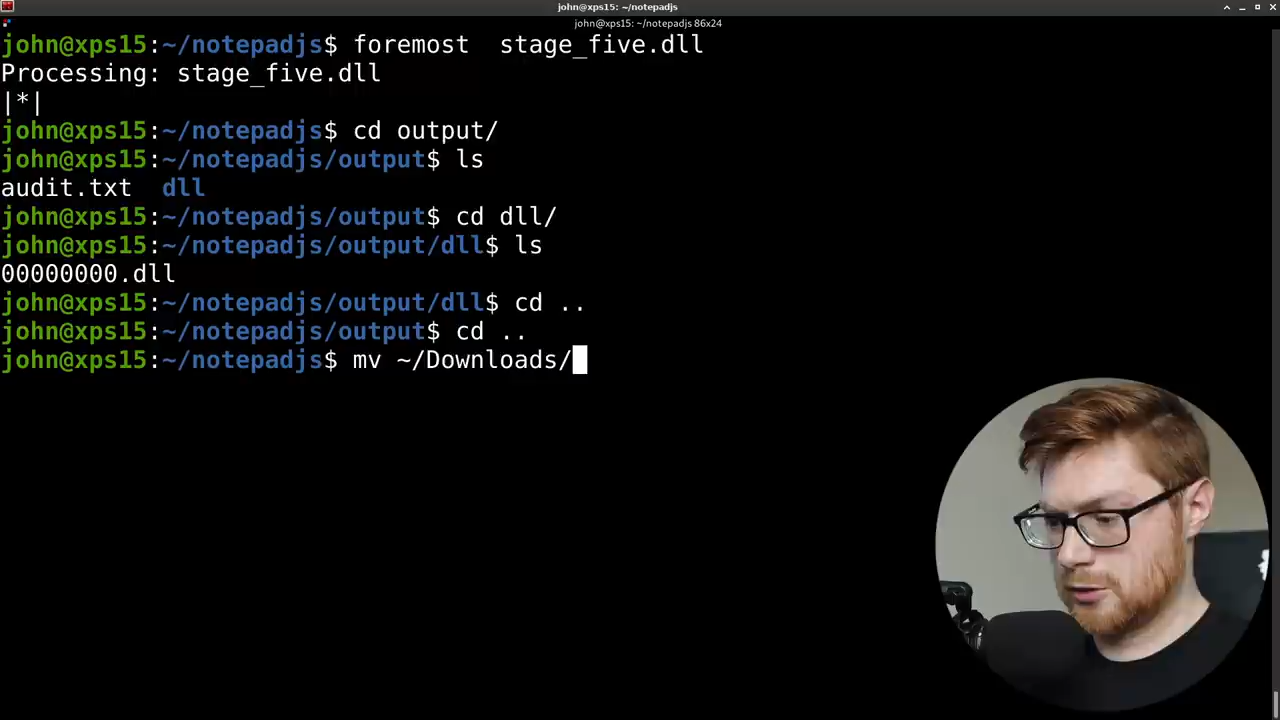 john@xps15: ~/notepadjs
john@xps15: ~/notepadjs 86x24
john@xps15:~/notepadjs$ foremost  stage_five.dll
Processing: stage_five.dll
|*|
john@xps15:~/notepadjs$ cd output/
john@xps15:~/notepadjs/output$ ls
audit.txt  dll
john@xps15:~/notepadjs/output$ cd dll/
john@xps15:~/notepadjs/output/dll$ ls
00000000.dll
john@xps15:~/notepadjs/output/dll$ cd ..
john@xps15:~/notepadjs/output$ cd ..
john@xps15:~/notepadjs$ mv ~/Downloads/